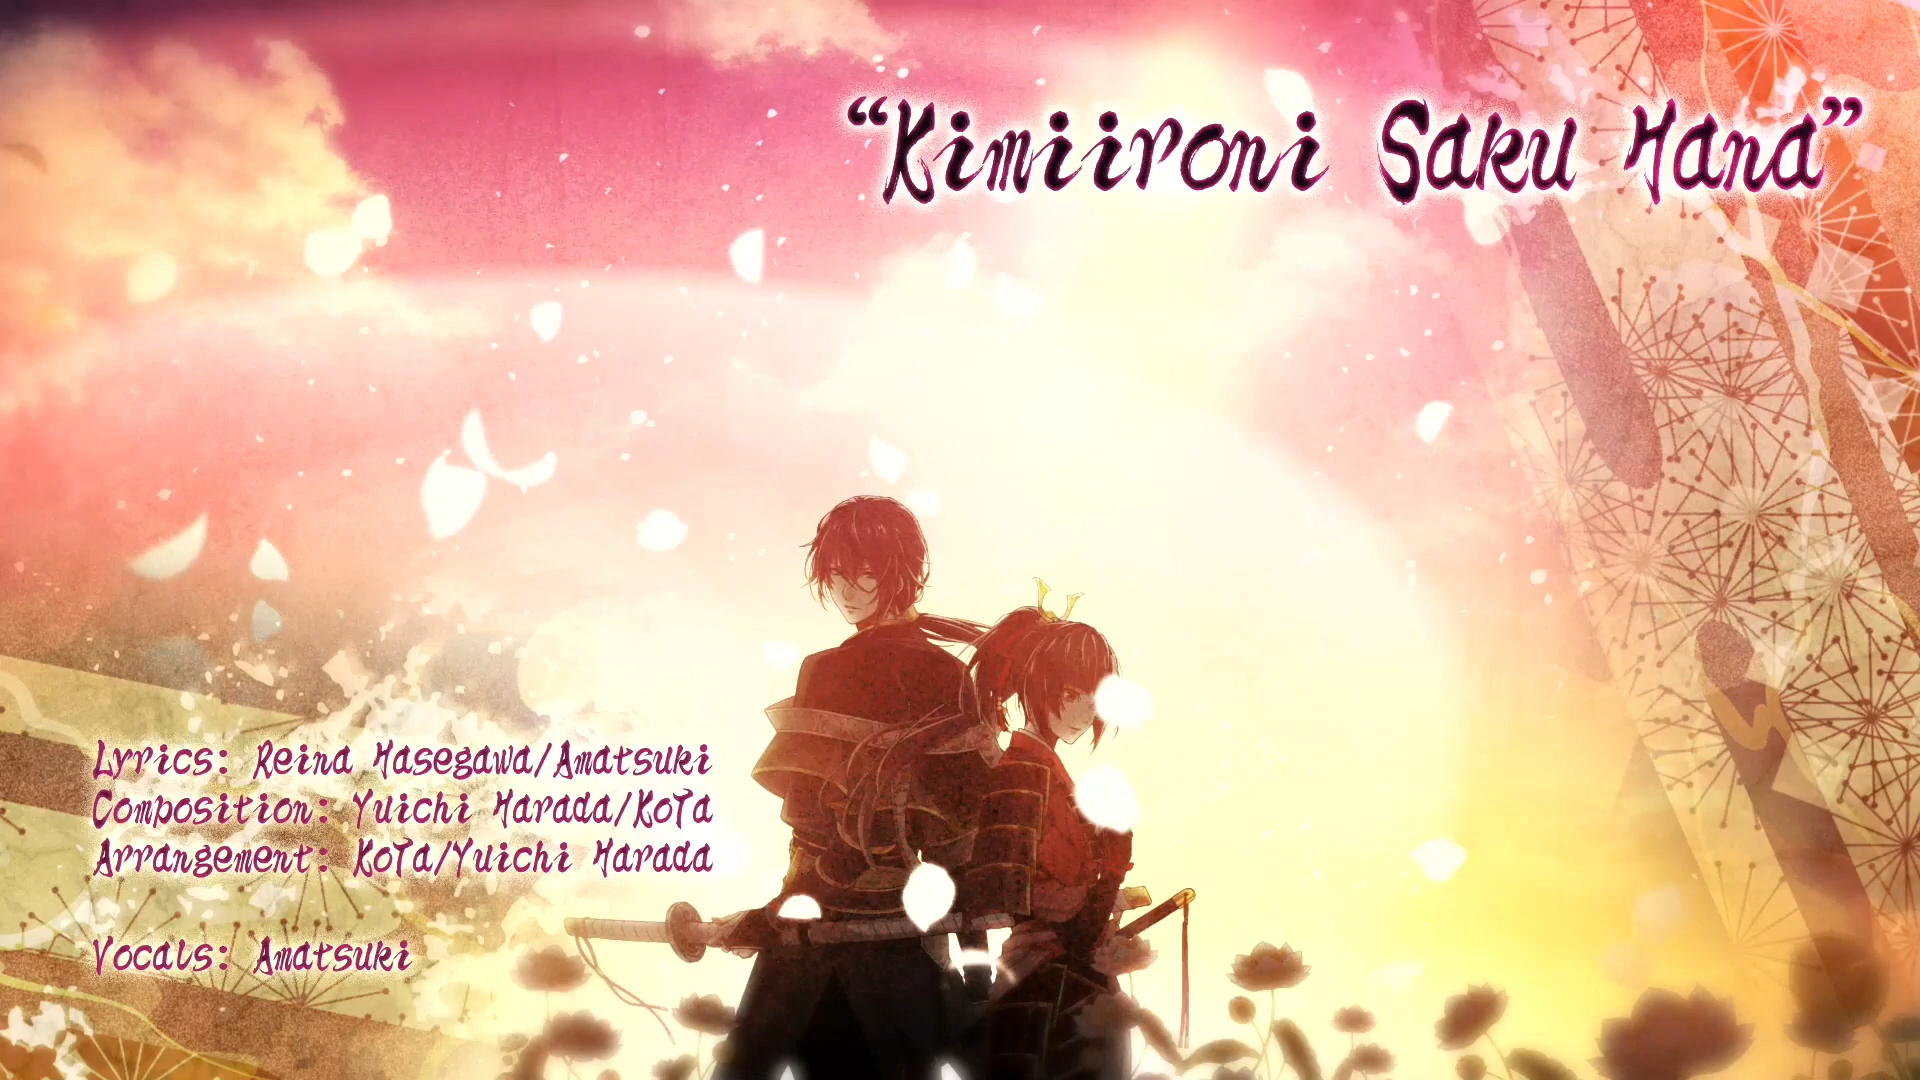 “Kimiironi Saku Hana”
Lyrics: Reina Hasegawa/Amatsuki
Composition: Yuichi Harada/KoTa
Arrangement: KoTa/Yuichi Harada
Vocals: Amatsuki